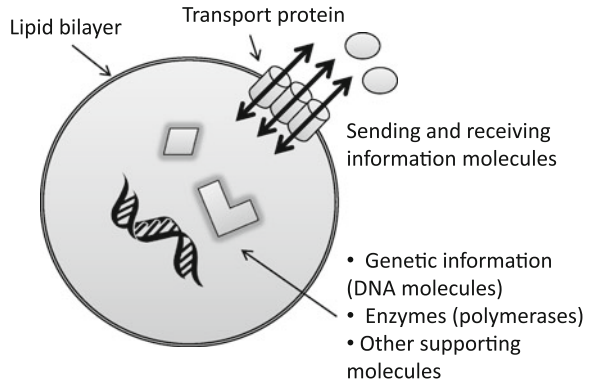 Transport protein
Lipid bilayer
Sending and receiving
information molecules
• Genetic information
(DNA molecules)
• Enzymes (polymerases)
• Other supporting
molecules